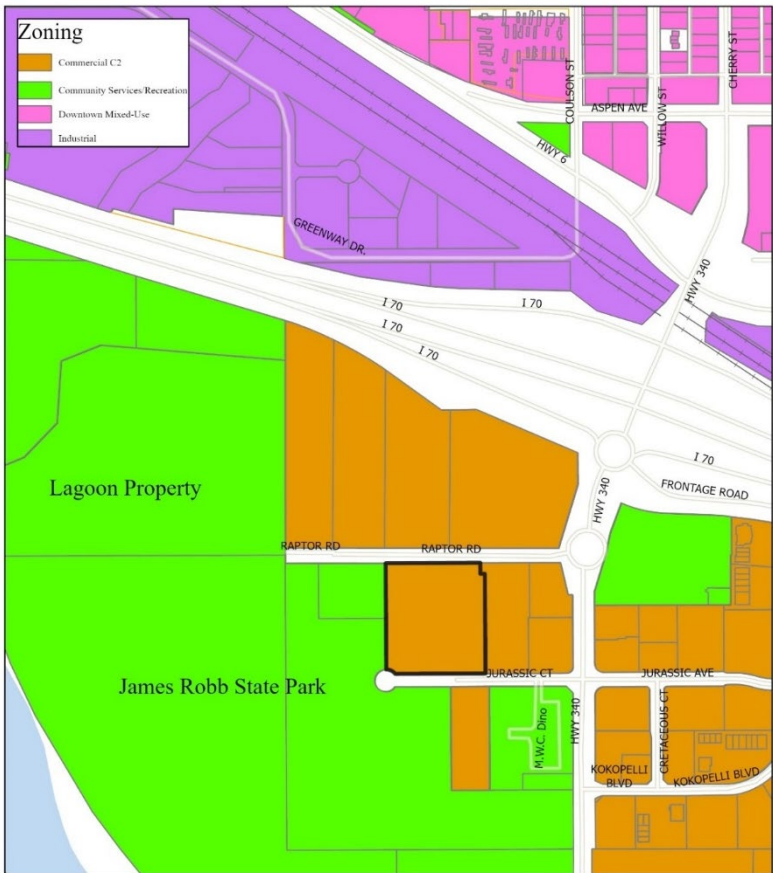 Zoning
Commercial C2
Community Services/Recreation
Downtown Mixed-Use
Industrial
COULSON ST
WILLOW ST
CHERRY ST
ASPEN AVE
HWY 6
GREENWAY DR.
HWY 340
I 70
I 70
I 70
I 70
I 70
I 70
FRONTAGE ROAD
HWY 340
Lagoon Property
RAPTOR RD
RAPTOR RD
James Robb State Park
JURASSIC CT
JURASSIC AVE
M.W.C. Dino
HWY 340
CRETACEOUS CT
KOKOPELLI
BLVD
KOKOPELLI BLVD